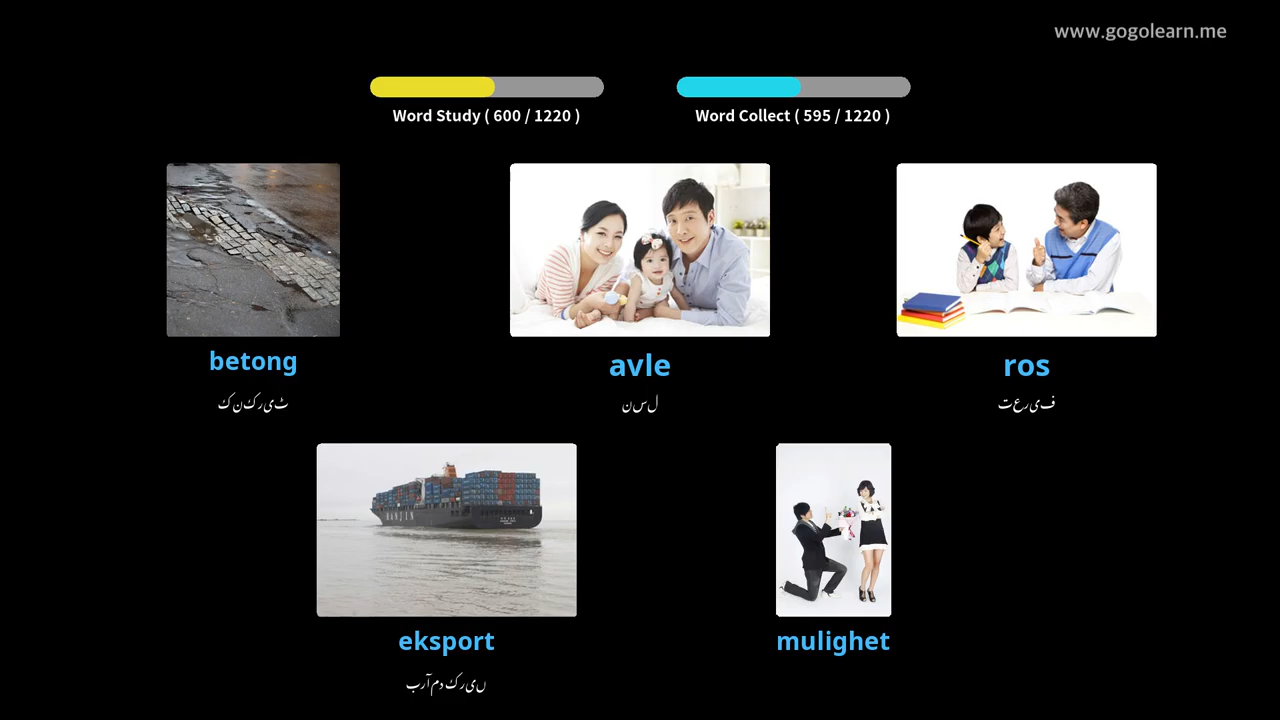 www.gogolearn.me
Word Study ( 600 / 1220 )
Word Collect ( 595 / 1220 )
betong
کنکریٹ
avle
نسل
ros
تعریف
HANJIN
eksport
برآمد کریں
mulighet